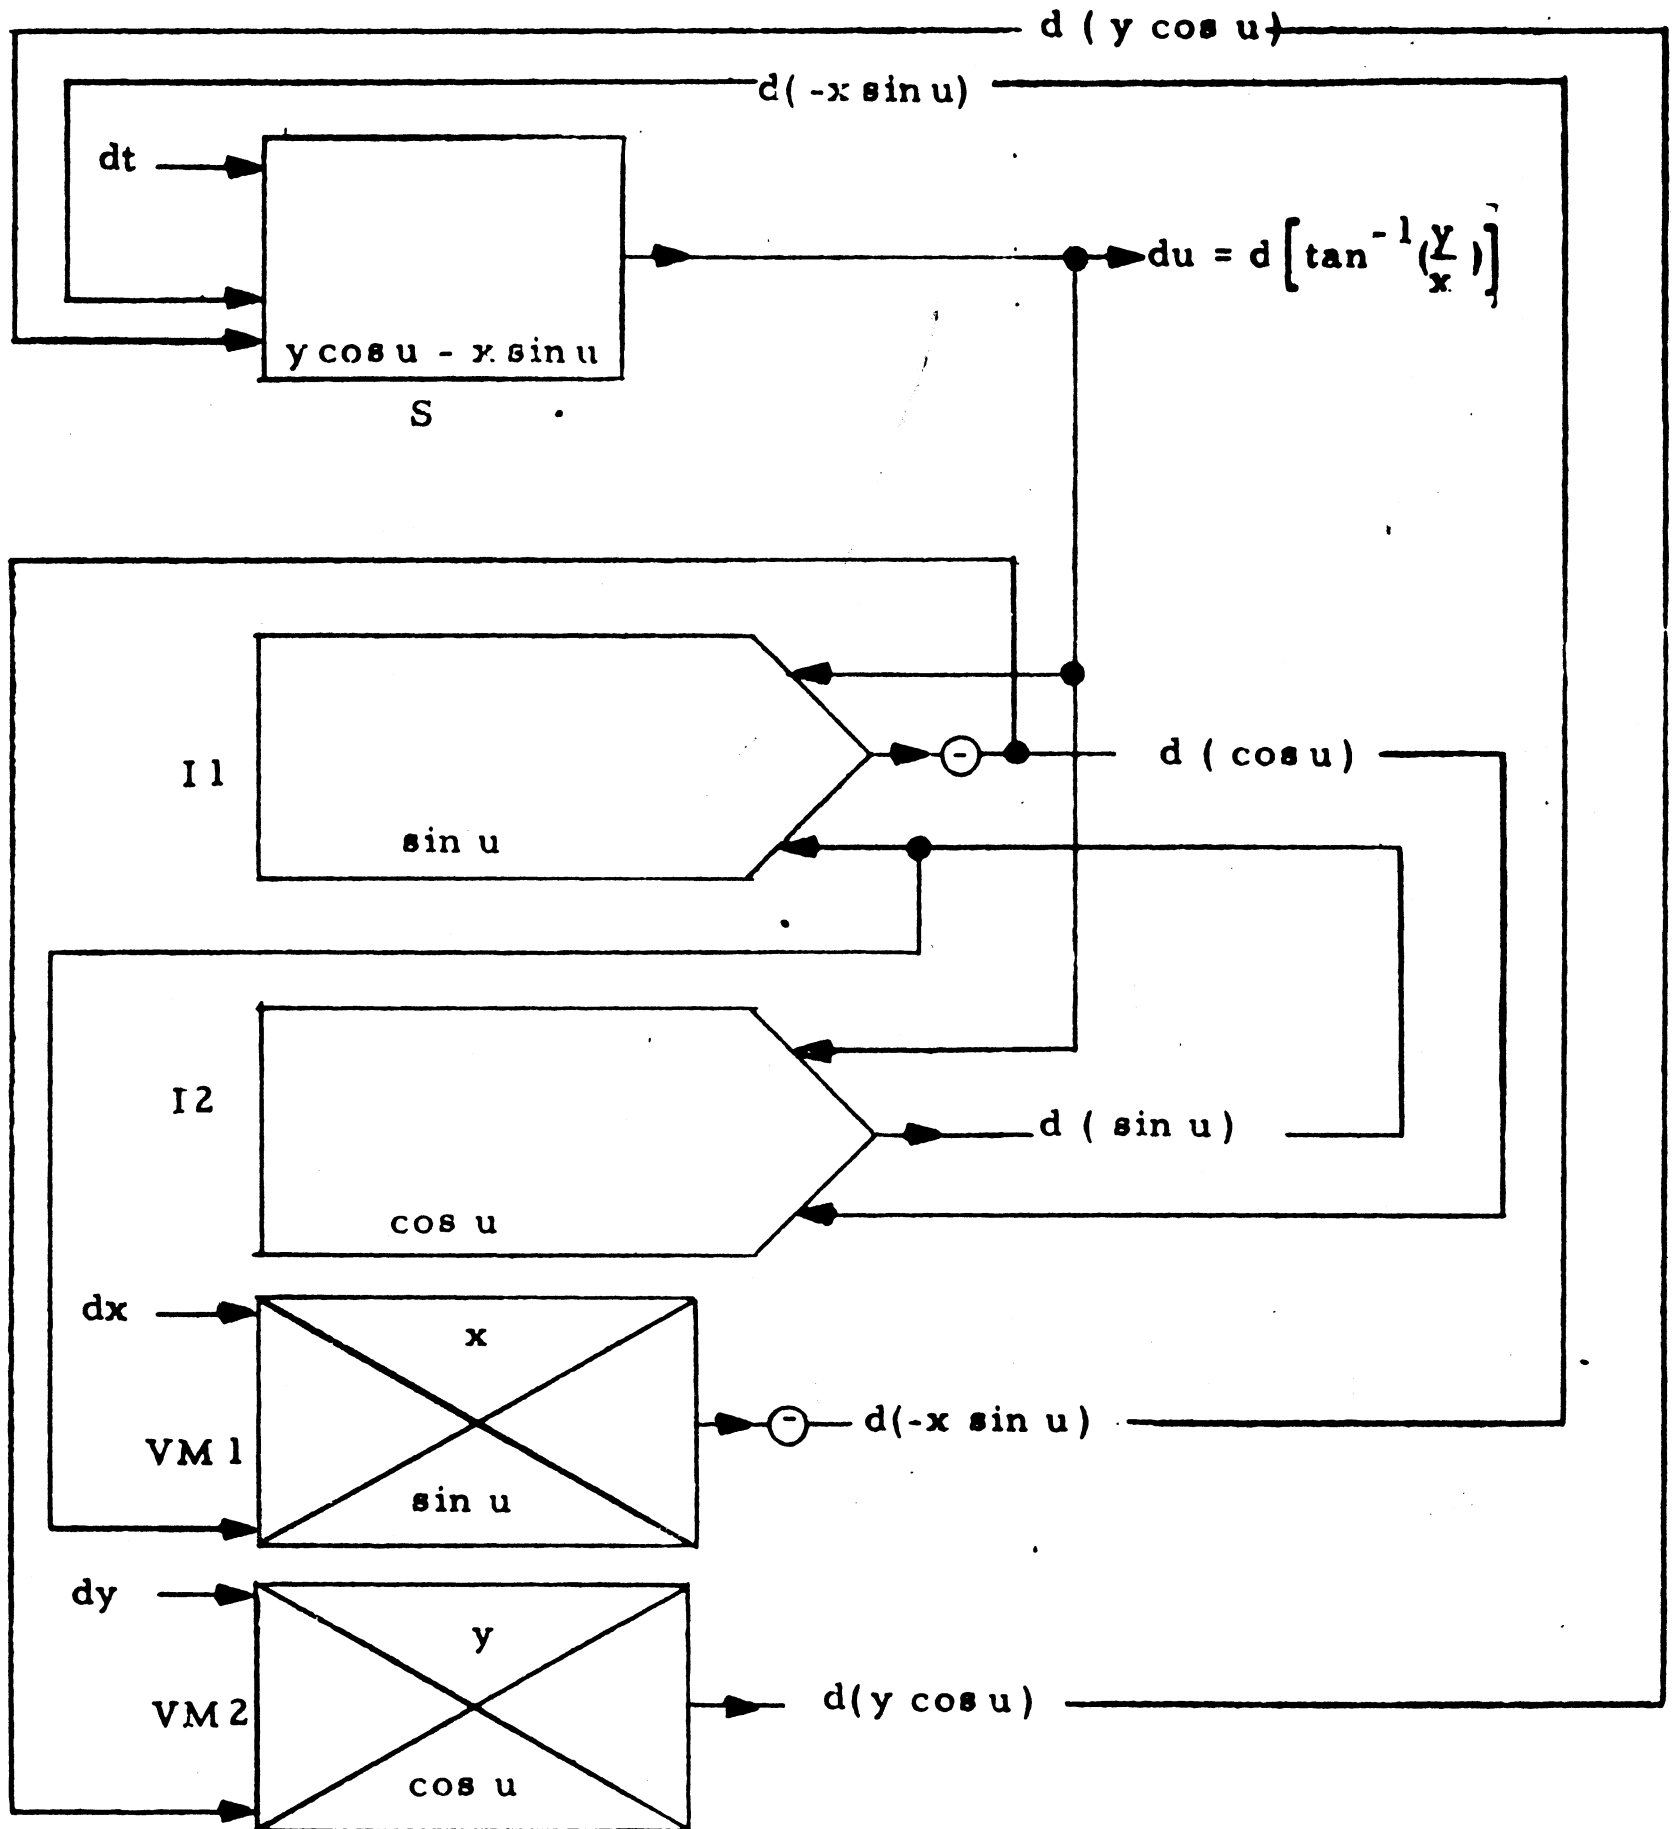 d ( y cos u )
d( -x sin u)
dt
du = d [ tan⁻¹ ( y/x ) ]
y cos u - x sin u
S
I 1
d ( cos u )
sin u
I 2
d ( sin u )
cos u
dx
x
VM 1
-
d(-x sin u )
sin u
dy
y
VM 2
d(y cos u )
cos u